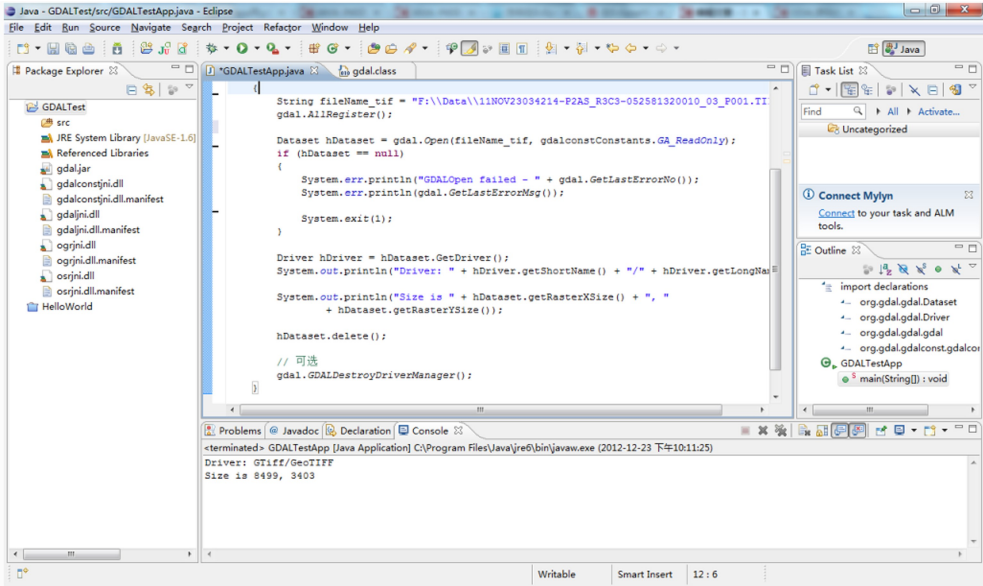 Java - GDALTest/src/GDALTestApp.java - Eclipse
File Edit Run Source Navigate Search Project Refactor Window Help
Java
Package Explorer
GDALTest
src
JRE System Library [JavaSE-1.6]
Referenced Libraries
gdal.jar
gdalconstjni.dll
gdalconstjni.dll.manifest
gdaljni.dll
gdaljni.dll.manifest
ogrjni.dll
ogrjni.dll.manifest
osrjni.dll
osrjni.dll.manifest
HelloWorld
*GDALTestApp.java
gdal.class
{
String fileName_tif = "F:\\Data\\11NOV23034214-P2AS_R3C3-052581320010_03_P001.TI
gdal.AllRegister();
Dataset hDataset = gdal.Open(fileName_tif, gdalconstConstants.GA_ReadOnly);
if (hDataset == null)
{
System.err.println("GDALOpen failed - " + gdal.GetLastErrorNo());
System.err.println(gdal.GetLastErrorMsg());
System.exit(1);
}
Driver hDriver = hDataset.GetDriver();
System.out.println("Driver: " + hDriver.getShortName() + "/" + hDriver.getLongNa
System.out.println("Size is " + hDataset.getRasterXSize() + ", "
+ hDataset.getRasterYSize());
hDataset.delete();
// 可选
gdal.GDALDestroyDriverManager();
}
Task List
Find
All
Activate...
Uncategorized
Connect Mylyn
Connect to your task and ALM
tools.
Outline
import declarations
org.gdal.gdal.Dataset
org.gdal.gdal.Driver
org.gdal.gdal.gdal
org.gdal.gdalconst.gdalcor
GDALTestApp
main(String[]) : void
Problems @ Javadoc Declaration Console
<terminated> GDALTestApp [Java Application] C:\Program Files\Java\jre6\bin\javaw.exe (2012-12-23 下午10:11:25)
Driver: GTiff/GeoTIFF
Size is 8499, 3403
Writable
Smart Insert
12 : 6